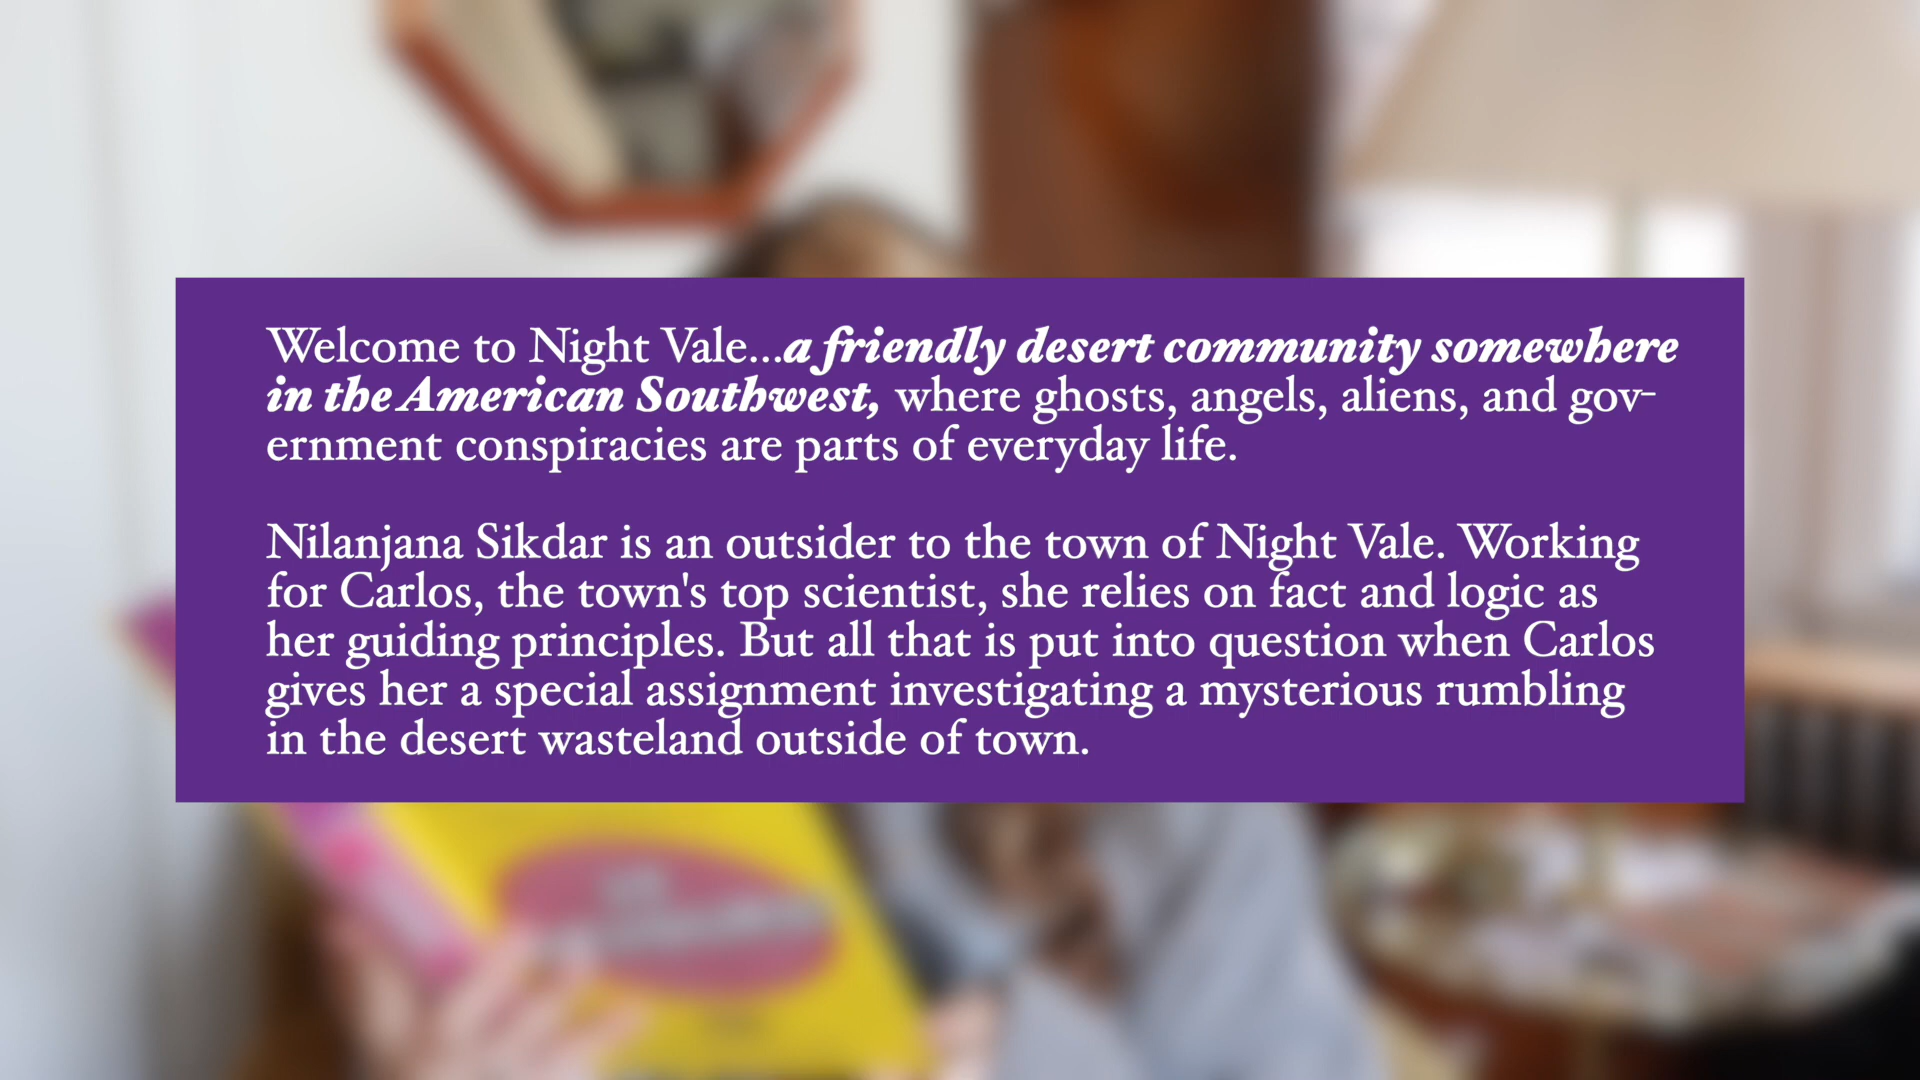 Welcome to Night Vale...a friendly desert community somewhere
in the American Southwest, where ghosts, angels, aliens, and gov-
ernment conspiracies are parts of everyday life.
Nilanjana Sikdar is an outsider to the town of Night Vale. Working
for Carlos, the town's top scientist, she relies on fact and logic as
her guiding principles. But all that is put into question when Carlos
gives her a special assignment investigating a mysterious rumbling
in the desert wasteland outside of town.